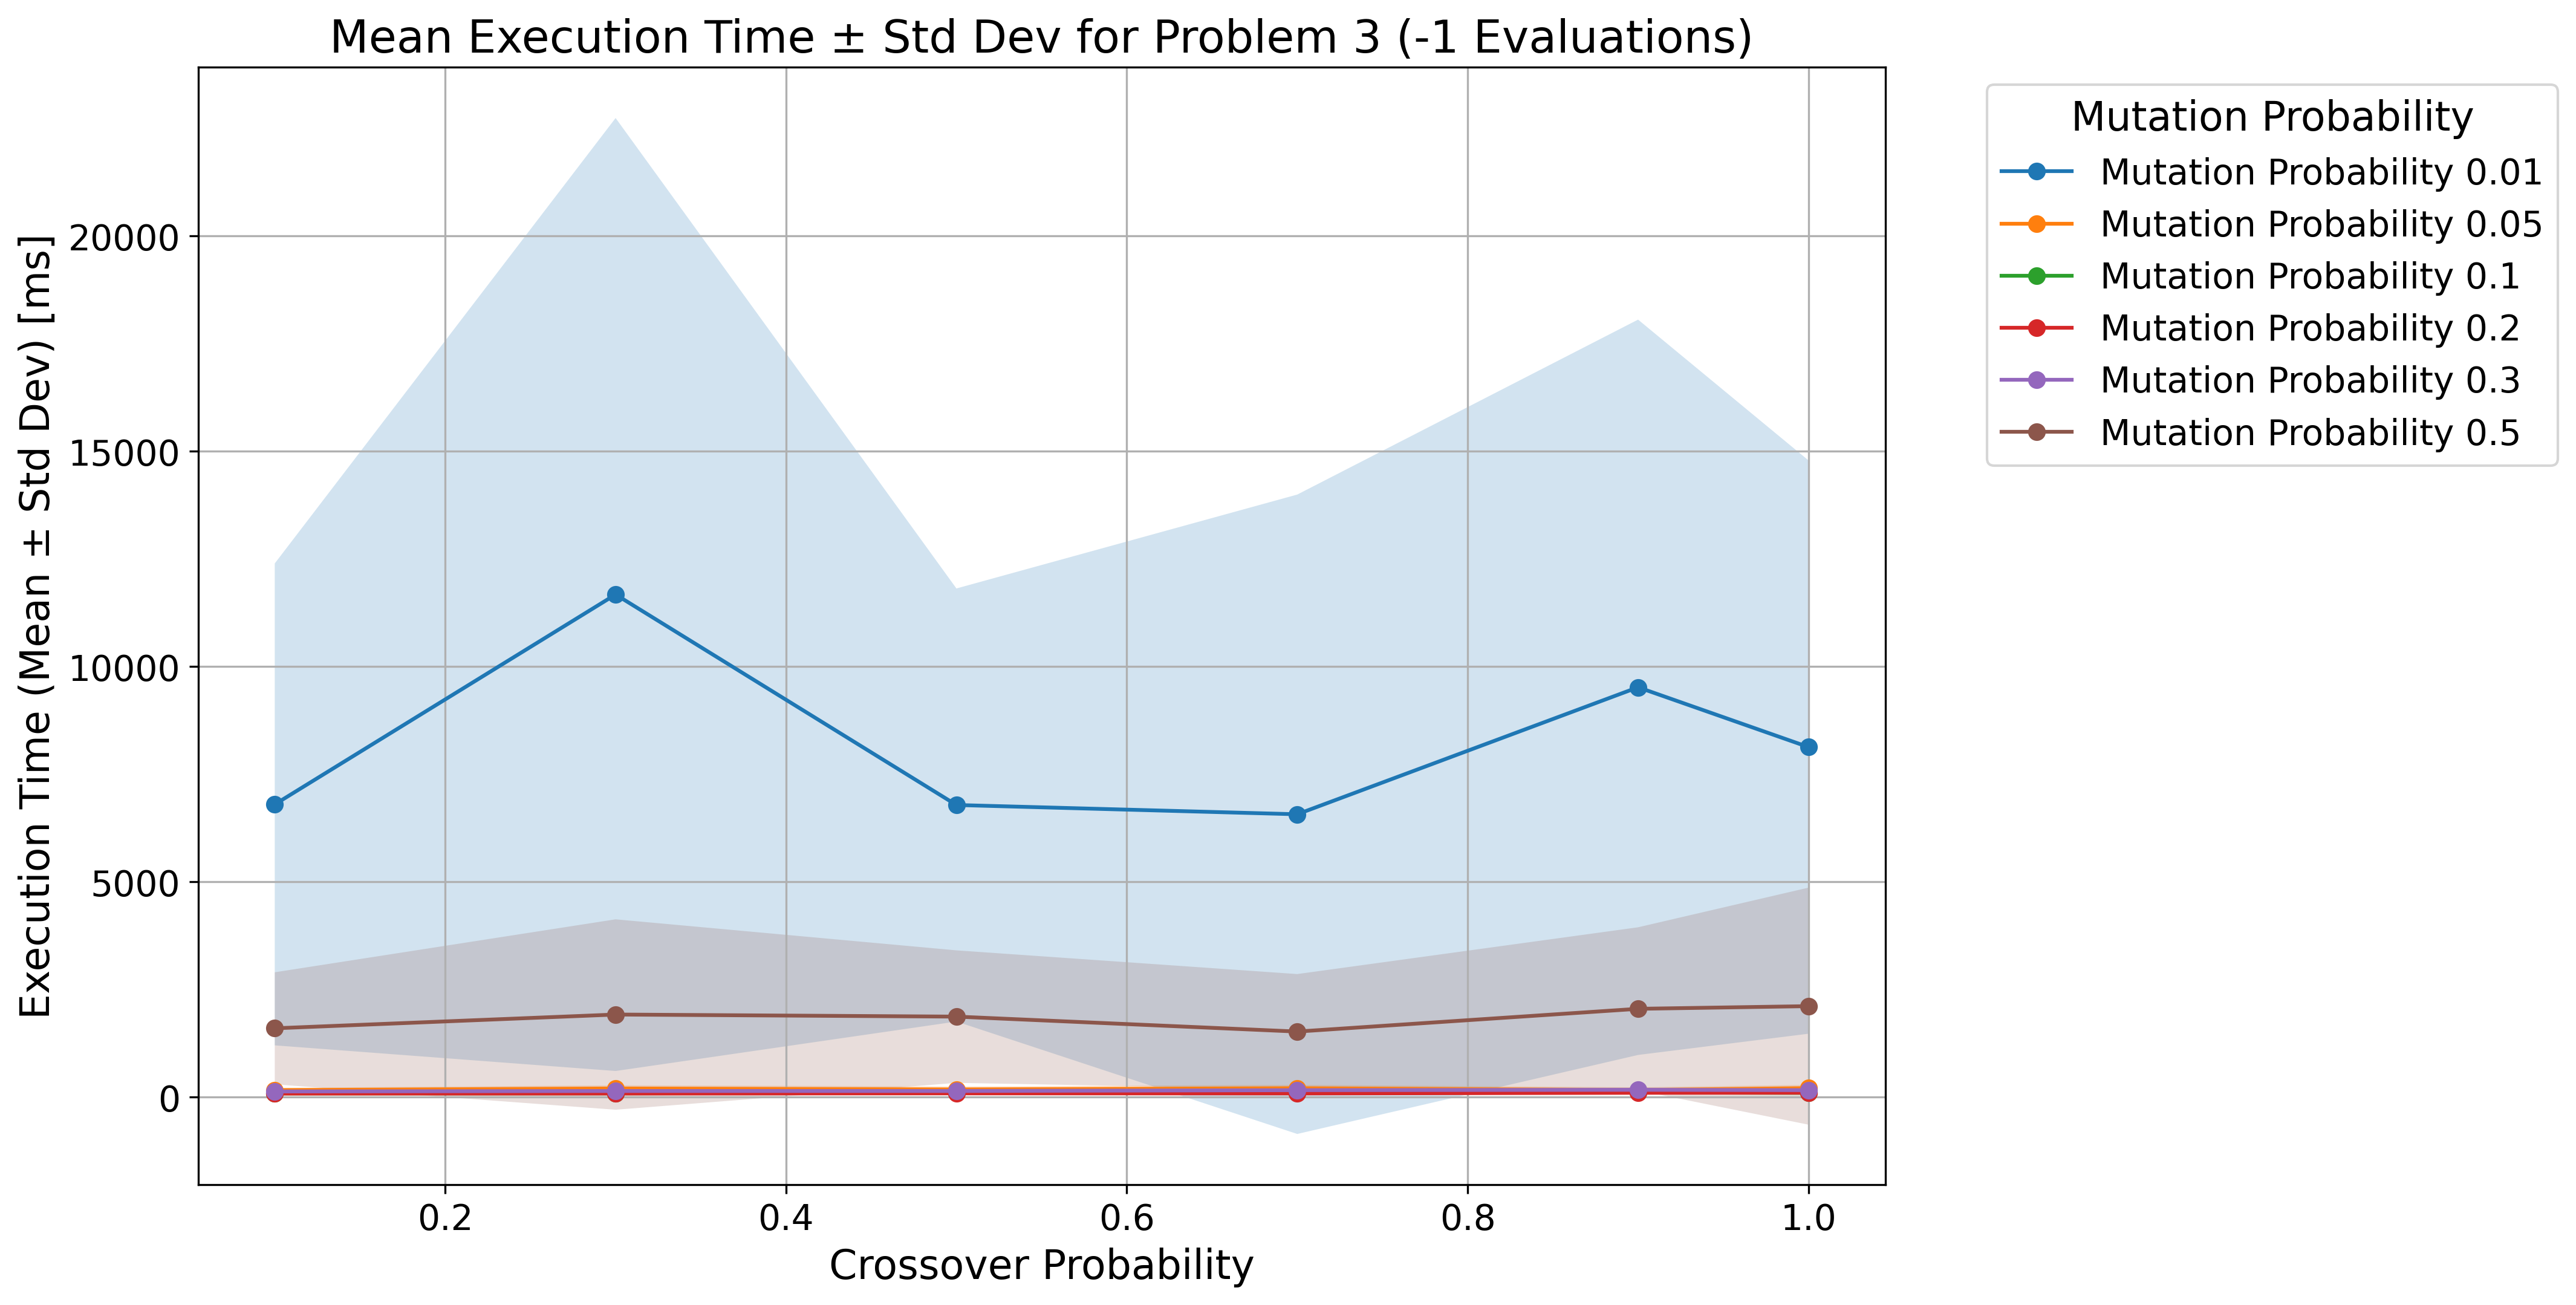 Mean Execution Time ± Std Dev for Problem 3 (-1 Evaluations)
Execution Time (Mean ± Std Dev) [ms]
20000
15000
10000
5000
0
0.2
0.4
0.6
0.8
1.0
Crossover Probability
Mutation Probability
Mutation Probability 0.01
Mutation Probability 0.05
Mutation Probability 0.1
Mutation Probability 0.2
Mutation Probability 0.3
Mutation Probability 0.5